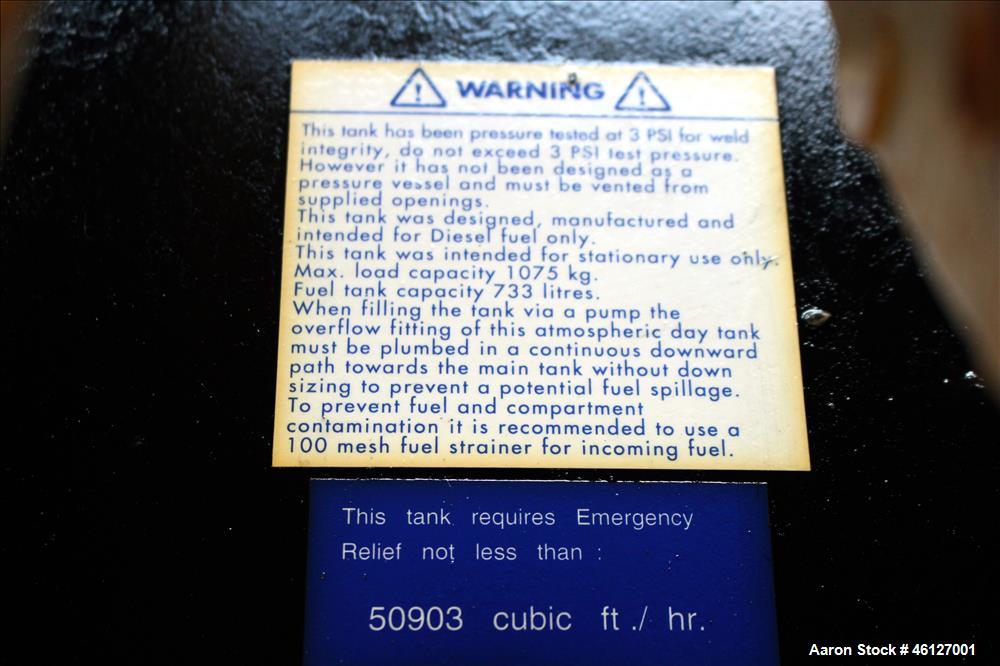 WARNING
This tank has been pressure tested at 3 PSI for weld
integrity, do not exceed 3 PSI test pressure.
However it has not been designed as a
pressure vessel and must be vented from
supplied openings.
This tank was designed, manufactured and
intended for Diesel fuel only.
This tank was intended for stationary use only.
Max. load capacity 1075 kg.
Fuel tank capacity 733 litres.
When filling the tank via a pump the
overflow fitting of this atmospheric day tank
must be plumbed in a continuous downward
path towards the main tank without down
sizing to prevent a potential fuel spillage.
To prevent fuel and compartment
contamination it is recommended to use a
100 mesh fuel strainer for incoming fuel.
This tank requires Emergency
Relief not less than :
50903 cubic ft./ hr.
Aaron Stock # 46127001